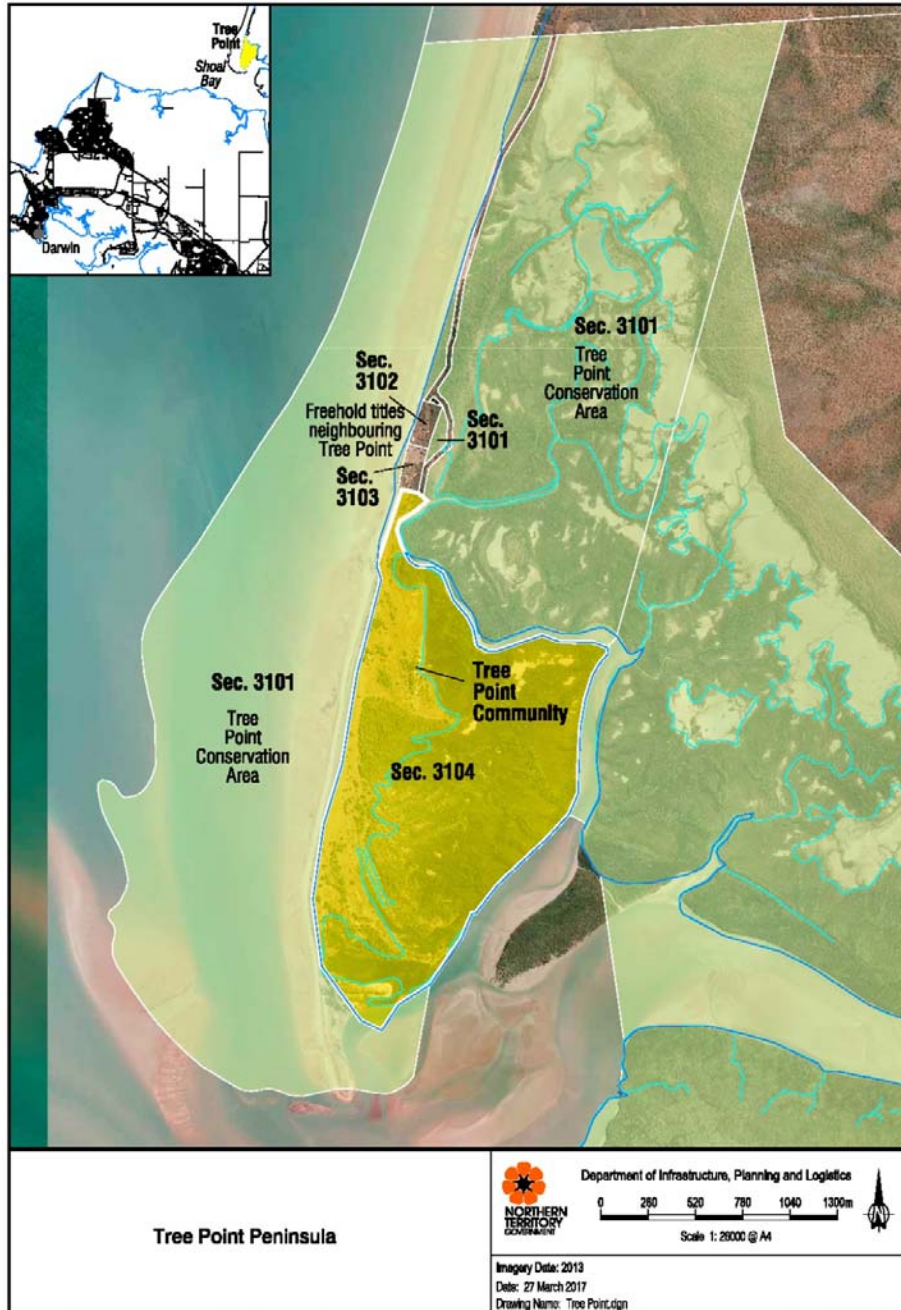 Tree
Point
Shoal
Bay
Darwin
Sec. 3101
Tree
Point
Conservation
Area
Sec.
3102
Freehold titles
neighbouring
Tree Point
Sec.
3101
Sec.
3103
Sec. 3101
Tree
Point
Conservation
Area
Tree
Point
Community
Sec. 3104
Tree Point Peninsula
NORTHERN
TERRITORY
GOVERNMENT
Department of Infrastructure, Planning and Logistics
0 260 520 780 1040 1300m
Scale 1: 26000 @ A4
N
Imagery Date: 2013
Date: 27 March 2017
Drawing Name: Tree Point.dgn